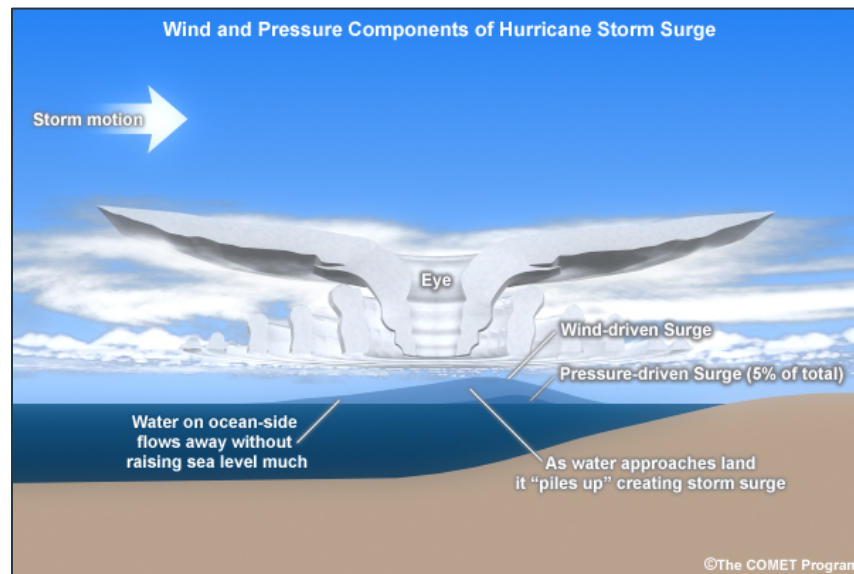 Wind and Pressure Components of Hurricane Storm Surge
Storm motion
Eye
Wind-driven Surge
Pressure-driven Surge (5% of total)
Water on ocean-side
flows away without
raising sea level much
As water approaches land
it “piles up” creating storm surge
©The COMET Program